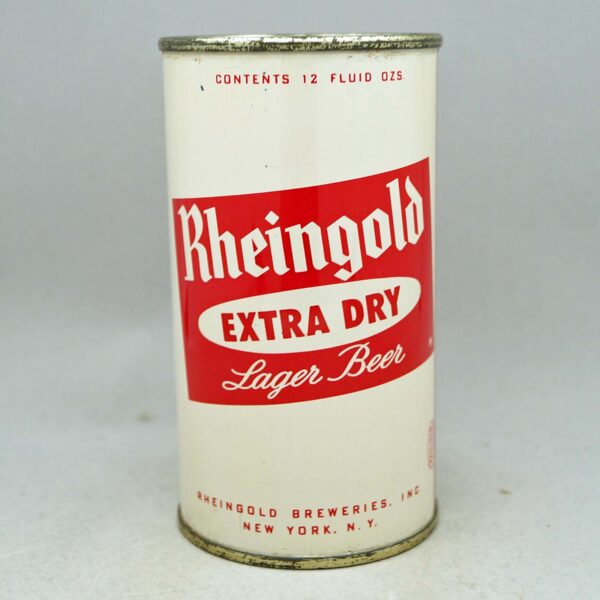 CONTENTS 12 FLUID OZS.
Rheingold
EXTRA DRY
Lager Beer
RHEINGOLD BREWERIES, INC.
NEW YORK, N. Y.